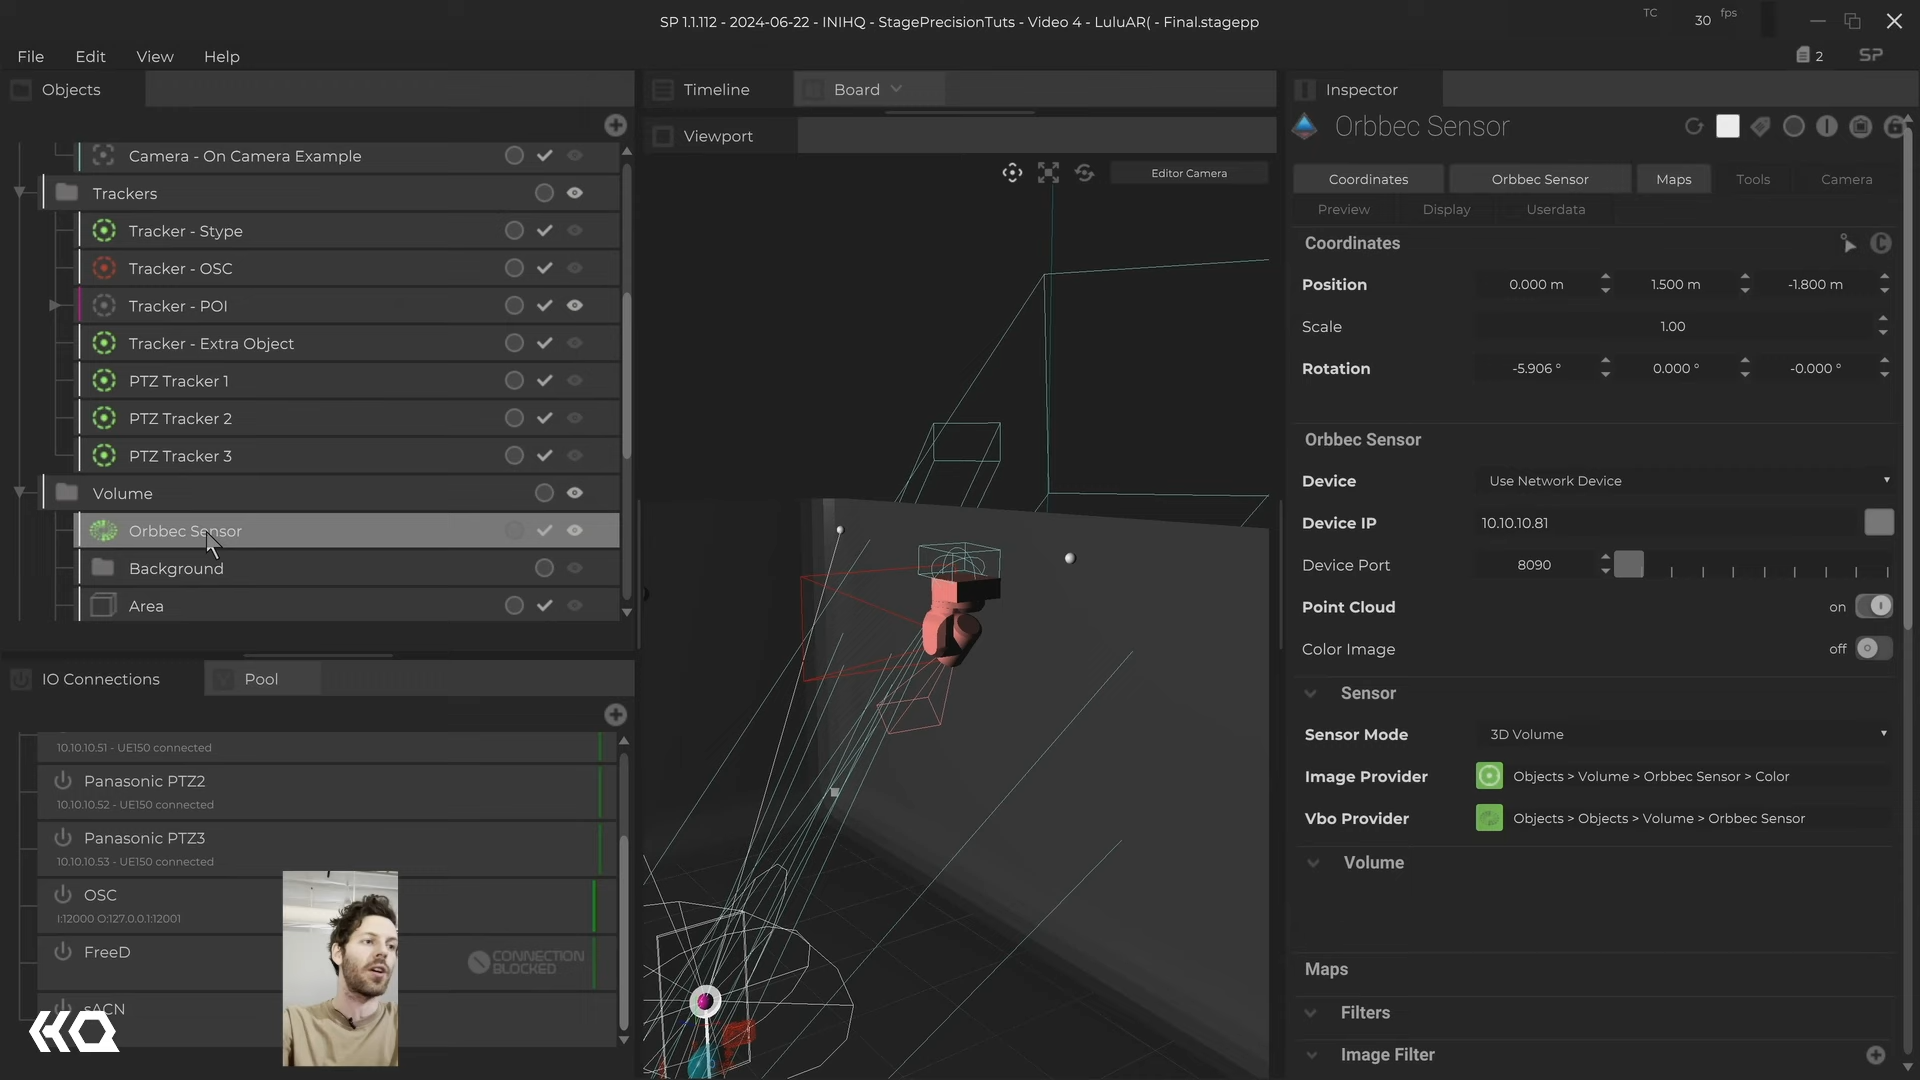 SP 1.1.112 - 2024-06-22 - INIHQ - StagePrecisionTuts - Video 4 - LuluAR( - Final.stagepp
TC
30 fps
File Edit View Help
2
SP
Objects
Camera - On Camera Example
Trackers
Tracker - Stype
Tracker - OSC
Tracker - POI
Tracker - Extra Object
PTZ Tracker 1
PTZ Tracker 2
PTZ Tracker 3
Volume
Orbbec Sensor
Background
Area
IO Connections Pool
10.10.10.51 - UE150 connected
Panasonic PTZ2
10.10.10.52 - UE150 connected
Panasonic PTZ3
10.10.10.53 - UE150 connected
OSC
I:12000 O:127.0.0.1:12001
FreeD
CONNECTION
BLOCKED
sACN
HQ
Timeline Board
Viewport
Editor Camera
Inspector
Orbbec Sensor
Coordinates Orbbec Sensor Maps Tools Camera
Preview Display Userdata
Coordinates
Position 0.000 m 1.500 m -1.800 m
Scale 1.00
Rotation -5.906 ° 0.000 ° -0.000 °
Orbbec Sensor
Device Use Network Device
Device IP 10.10.10.81
Device Port 8090
Point Cloud on
Color Image off
Sensor
Sensor Mode 3D Volume
Image Provider Objects > Volume > Orbbec Sensor > Color
Vbo Provider Objects > Objects > Volume > Orbbec Sensor
Volume
Maps
Filters
Image Filter